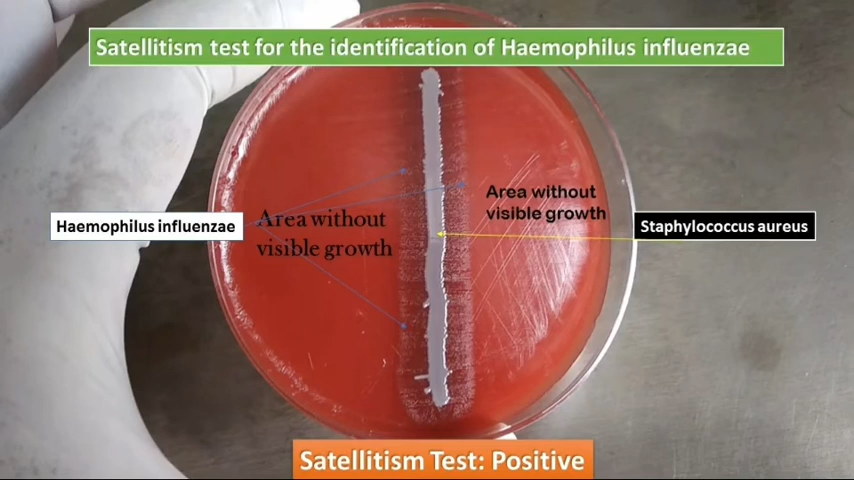 Satellitism test for the identification of Haemophilus influenzae
Haemophilus influenzae
Area without
visible growth
Area without
visible growth
Staphylococcus aureus
Satellitism Test: Positive